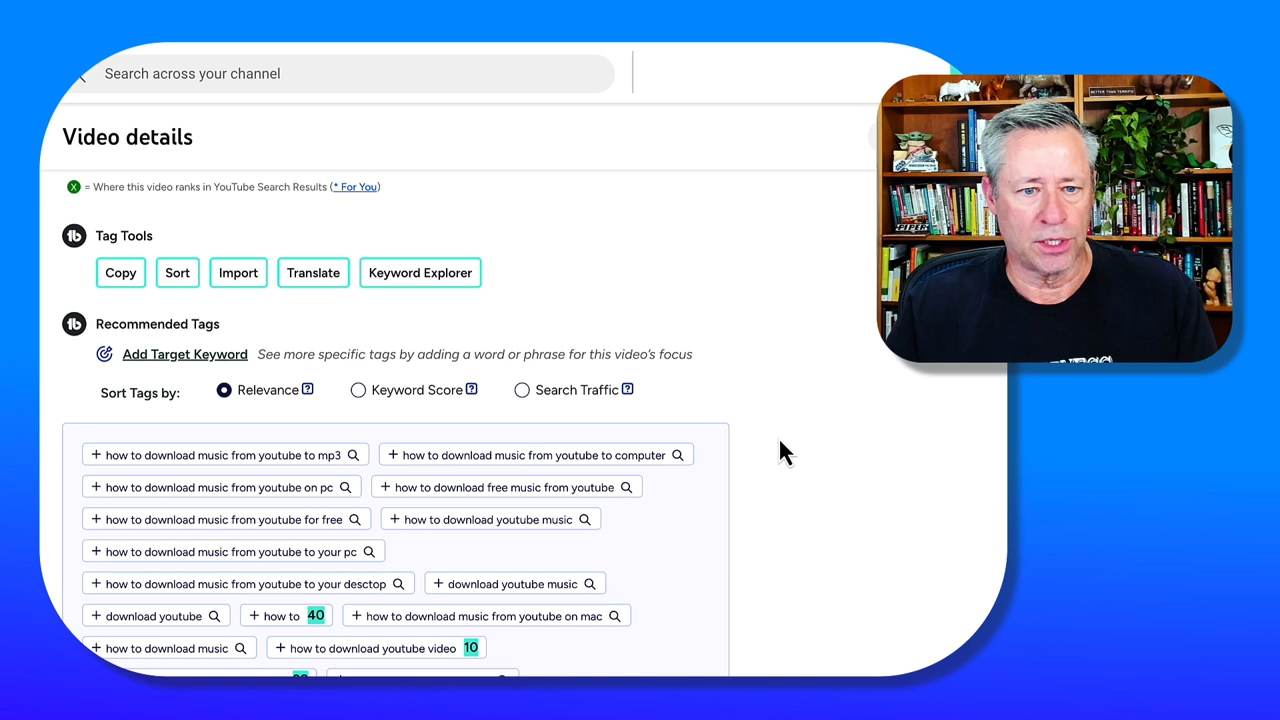 Search across your channel
Video details
X = Where this video ranks in YouTube Search Results (* For You)
tb Tag Tools
Copy Sort Import Translate Keyword Explorer
tb Recommended Tags
Add Target Keyword See more specific tags by adding a word or phrase for this video's focus
Sort Tags by: Relevance ? Keyword Score ? Search Traffic ?
+ how to download music from youtube to mp3 + how to download music from youtube to computer
+ how to download music from youtube on pc + how to download free music from youtube
+ how to download music from youtube for free + how to download youtube music
+ how to download music from youtube to your pc
+ how to download music from youtube to your desctop + download youtube music
+ download youtube + how to 40 + how to download music from youtube on mac
+ how to download music + how to download youtube video 10
BETTER THAN TERRIFIC